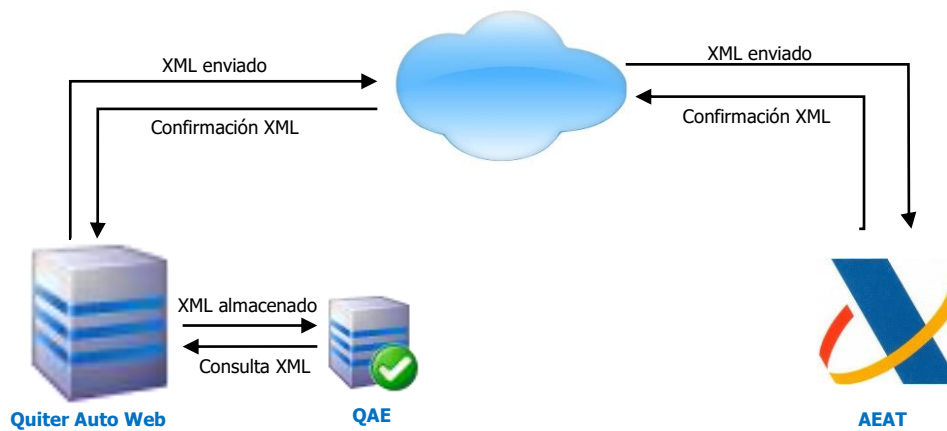 XML enviado
XML enviado
Confirmación XML
Confirmación XML
XML almacenado
Consulta XML
Quiter Auto Web
QAE
AEAT